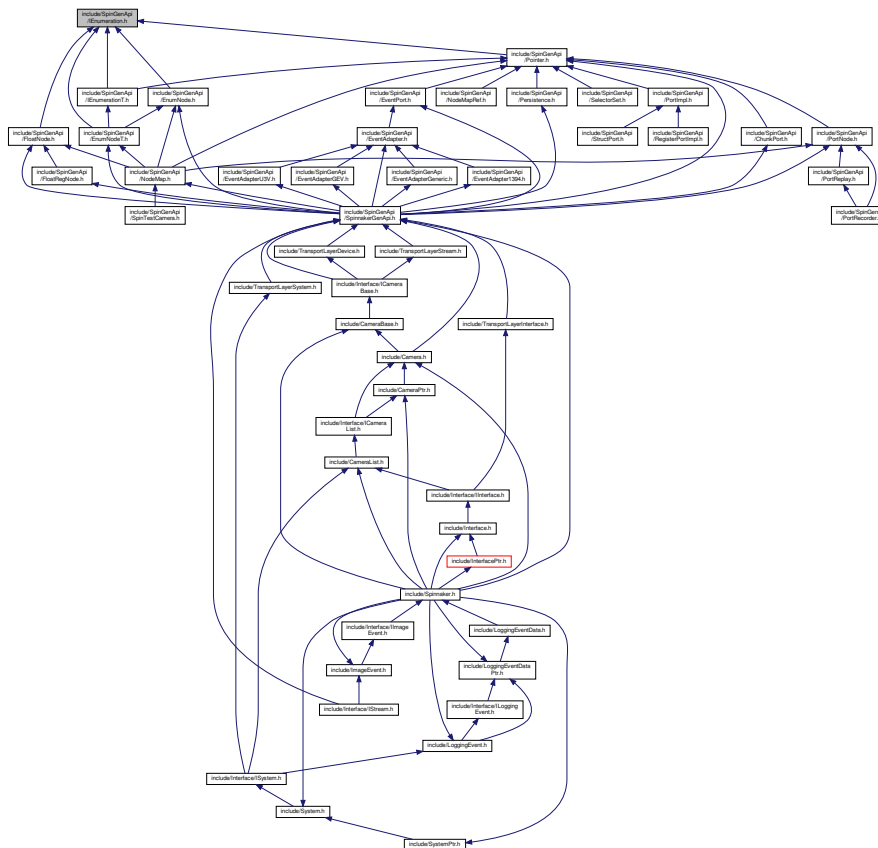 include/SpinGenApi
/IEnumeration.h
include/SpinGenApi
/Pointer.h
include/SpinGenApi
/IEnumerationT.h
include/SpinGenApi
/EnumNode.h
include/SpinGenApi
/EventPort.h
include/SpinGenApi
/NodeMapRef.h
include/SpinGenApi
/Persistence.h
include/SpinGenApi
/SelectorSet.h
include/SpinGenApi
/PortImpl.h
include/SpinGenApi
/FloatNode.h
include/SpinGenApi
/EnumNodeT.h
include/SpinGenApi
/EventAdapter.h
include/SpinGenApi
/StructPort.h
include/SpinGenApi
/RegisterPortImpl.h
include/SpinGenApi
/ChunkPort.h
include/SpinGenApi
/PortNode.h
include/SpinGenApi
/FloatRegNode.h
include/SpinGenApi
/NodeMap.h
include/SpinGenApi
/EventAdapterU3V.h
include/SpinGenApi
/EventAdapterGEV.h
include/SpinGenApi
/EventAdapterGeneric.h
include/SpinGenApi
/EventAdapter1394.h
include/SpinGenApi
/PortReplay.h
include/SpinGenApi
/SpinTestCamera.h
include/SpinGenApi
/SpinnakerGenApi.h
include/SpinGen
/PortRecorder.
include/TransportLayerDevice.h
include/TransportLayerStream.h
include/TransportLayerSystem.h
include/Interface/ICamera
Base.h
include/CameraBase.h
include/TransportLayerInterface.h
include/Camera.h
include/CameraPtr.h
include/Interface/ICamera
List.h
include/CameraList.h
include/Interface/IInterface.h
include/Interface.h
include/InterfacePtr.h
include/Spinnaker.h
include/Interface/IImage
Event.h
include/LoggingEventData.h
include/ImageEvent.h
include/LoggingEventData
Ptr.h
include/Interface/IStream.h
include/Interface/ILogging
Event.h
include/LoggingEvent.h
include/Interface/ISystem.h
include/System.h
include/SystemPtr.h